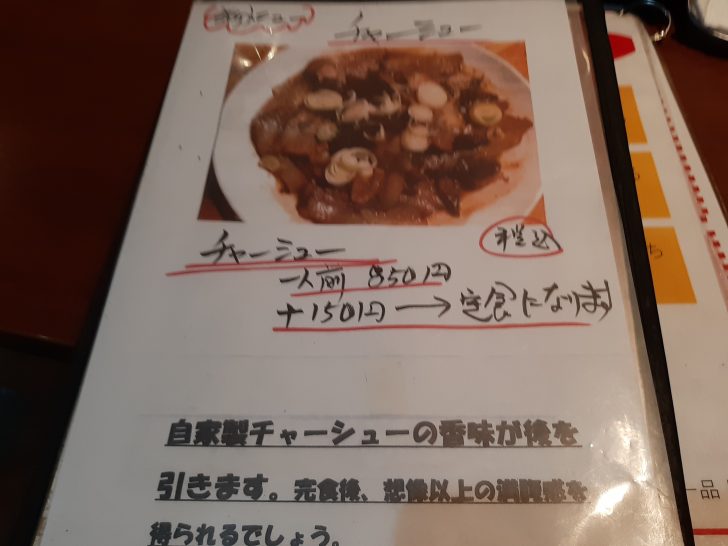 チャーシュー
税込
チャーシュー
一人前 850円
+150円→定食になります
自家製チャーシューの香味が後を
引きます。完食後、想像以上の満腹感を
得られるでしょう。
一品